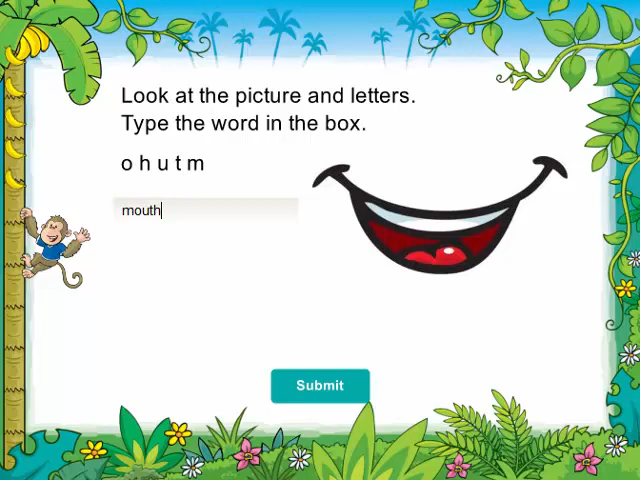 Look at the picture and letters.
Type the word in the box.
o h u t m
mouth
Submit